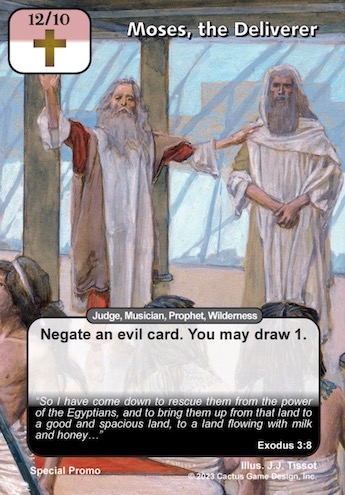 12/10
Moses, the Deliverer
Judge, Musician, Prophet, Wilderness
Negate an evil card. You may draw 1.
“So I have come down to rescue them from the power
of the Egyptians, and to bring them up from that land to
a good and spacious land, to a land flowing with milk
and honey…”
Exodus 3:8
Illus. J.J. Tissot
Special Promo
© 2023 Cactus Game Design, Inc.